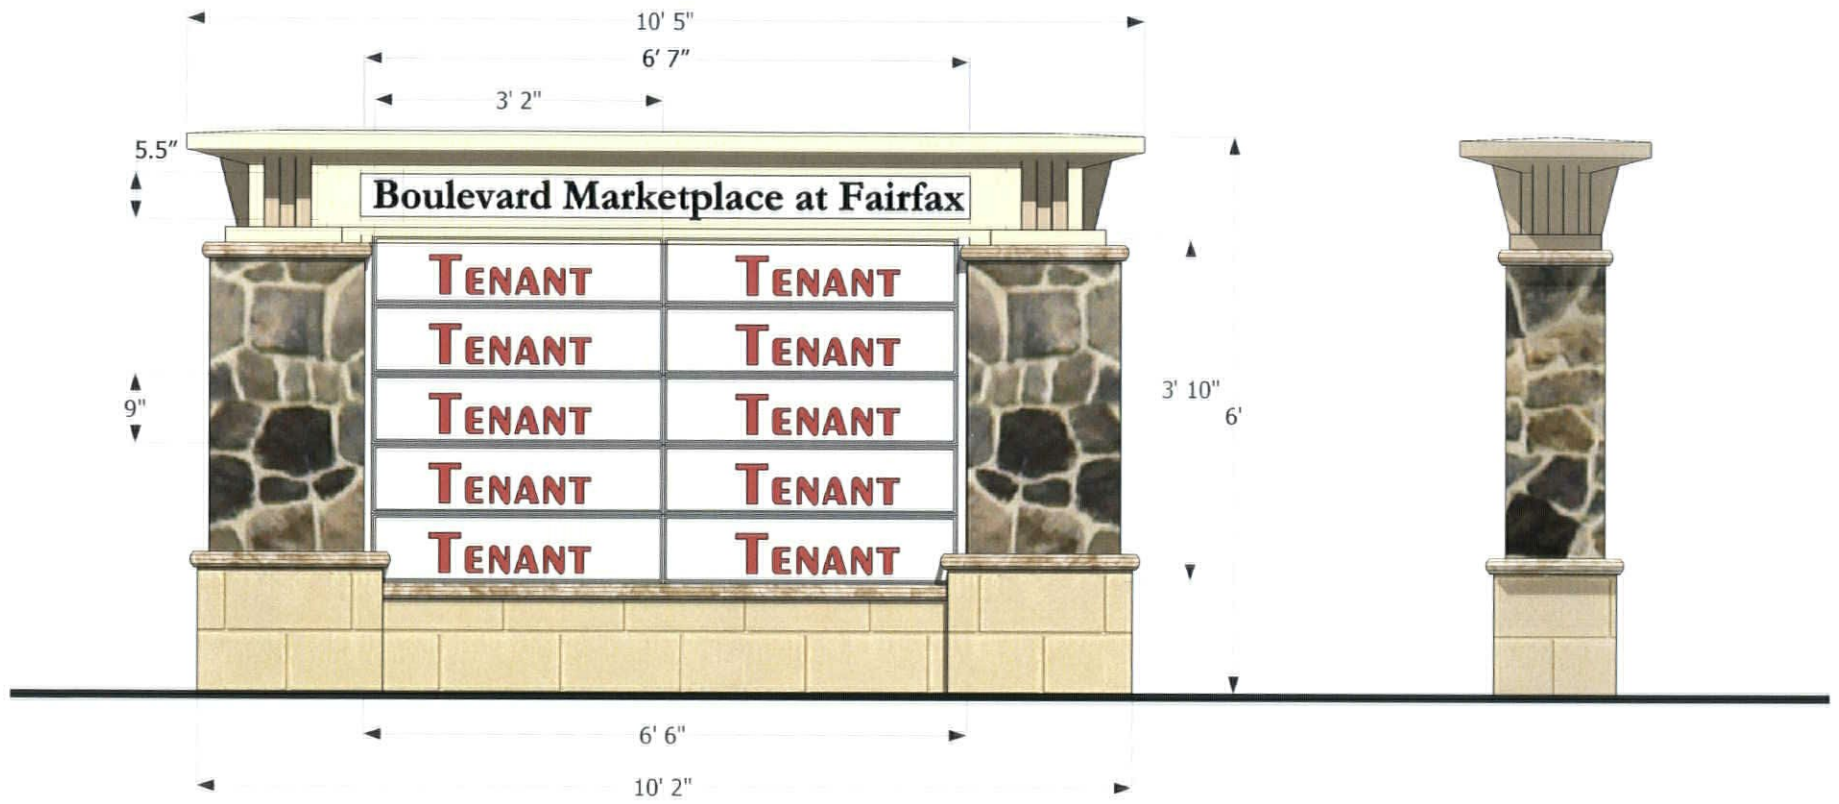 10' 5"
6' 7"
3' 2"
5.5"
Boulevard Marketplace at Fairfax
TENANT TENANT
TENANT TENANT
3' 10"
9"
TENANT TENANT
6'
TENANT TENANT
TENANT TENANT
6' 6"
10' 2"